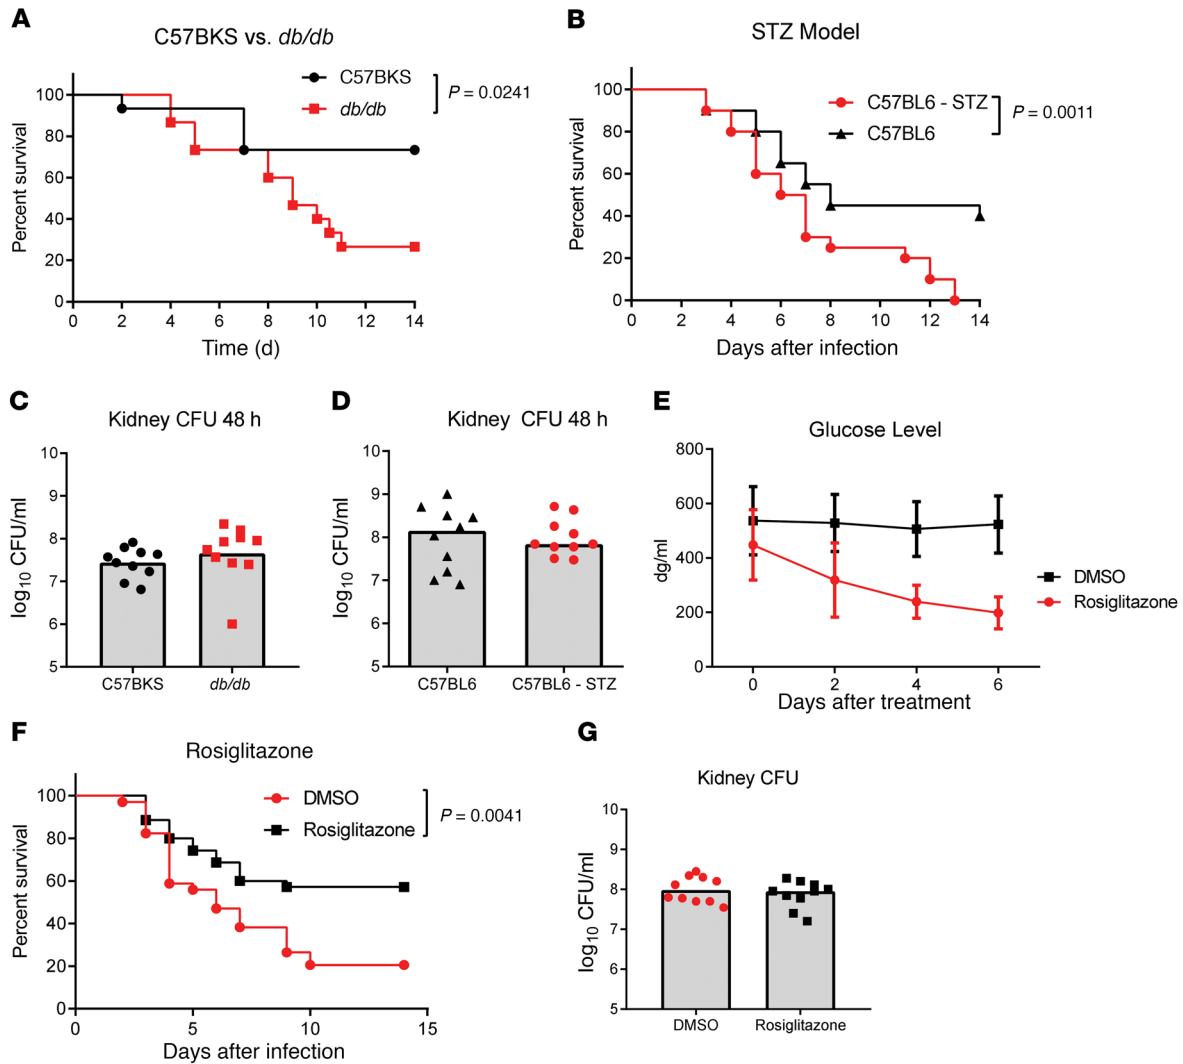 A
C57BKS vs. db/db
C57BKS
db/db
P = 0.0241
Percent survival
100
80
60
40
20
0
0 2 4 6 8 10 12 14
Time (d)
B
STZ Model
C57BL6 - STZ
C57BL6
P = 0.0011
Percent survival
100
80
60
40
20
0
0 2 4 6 8 10 12 14
Days after infection
C
Kidney CFU 48 h
log10 CFU/ml
10
9
8
7
6
5
C57BKS db/db
D
Kidney CFU 48 h
log10 CFU/ml
10
9
8
7
6
5
C57BL6 C57BL6 - STZ
E
Glucose Level
dg/ml
800
600
400
200
0
0 2 4 6
Days after treatment
DMSO
Rosiglitazone
F
Rosiglitazone
DMSO
Rosiglitazone
P = 0.0041
Percent survival
100
80
60
40
20
0
0 5 10 15
Days after infection
G
Kidney CFU
log10 CFU/ml
10
9
8
7
6
5
DMSO Rosiglitazone